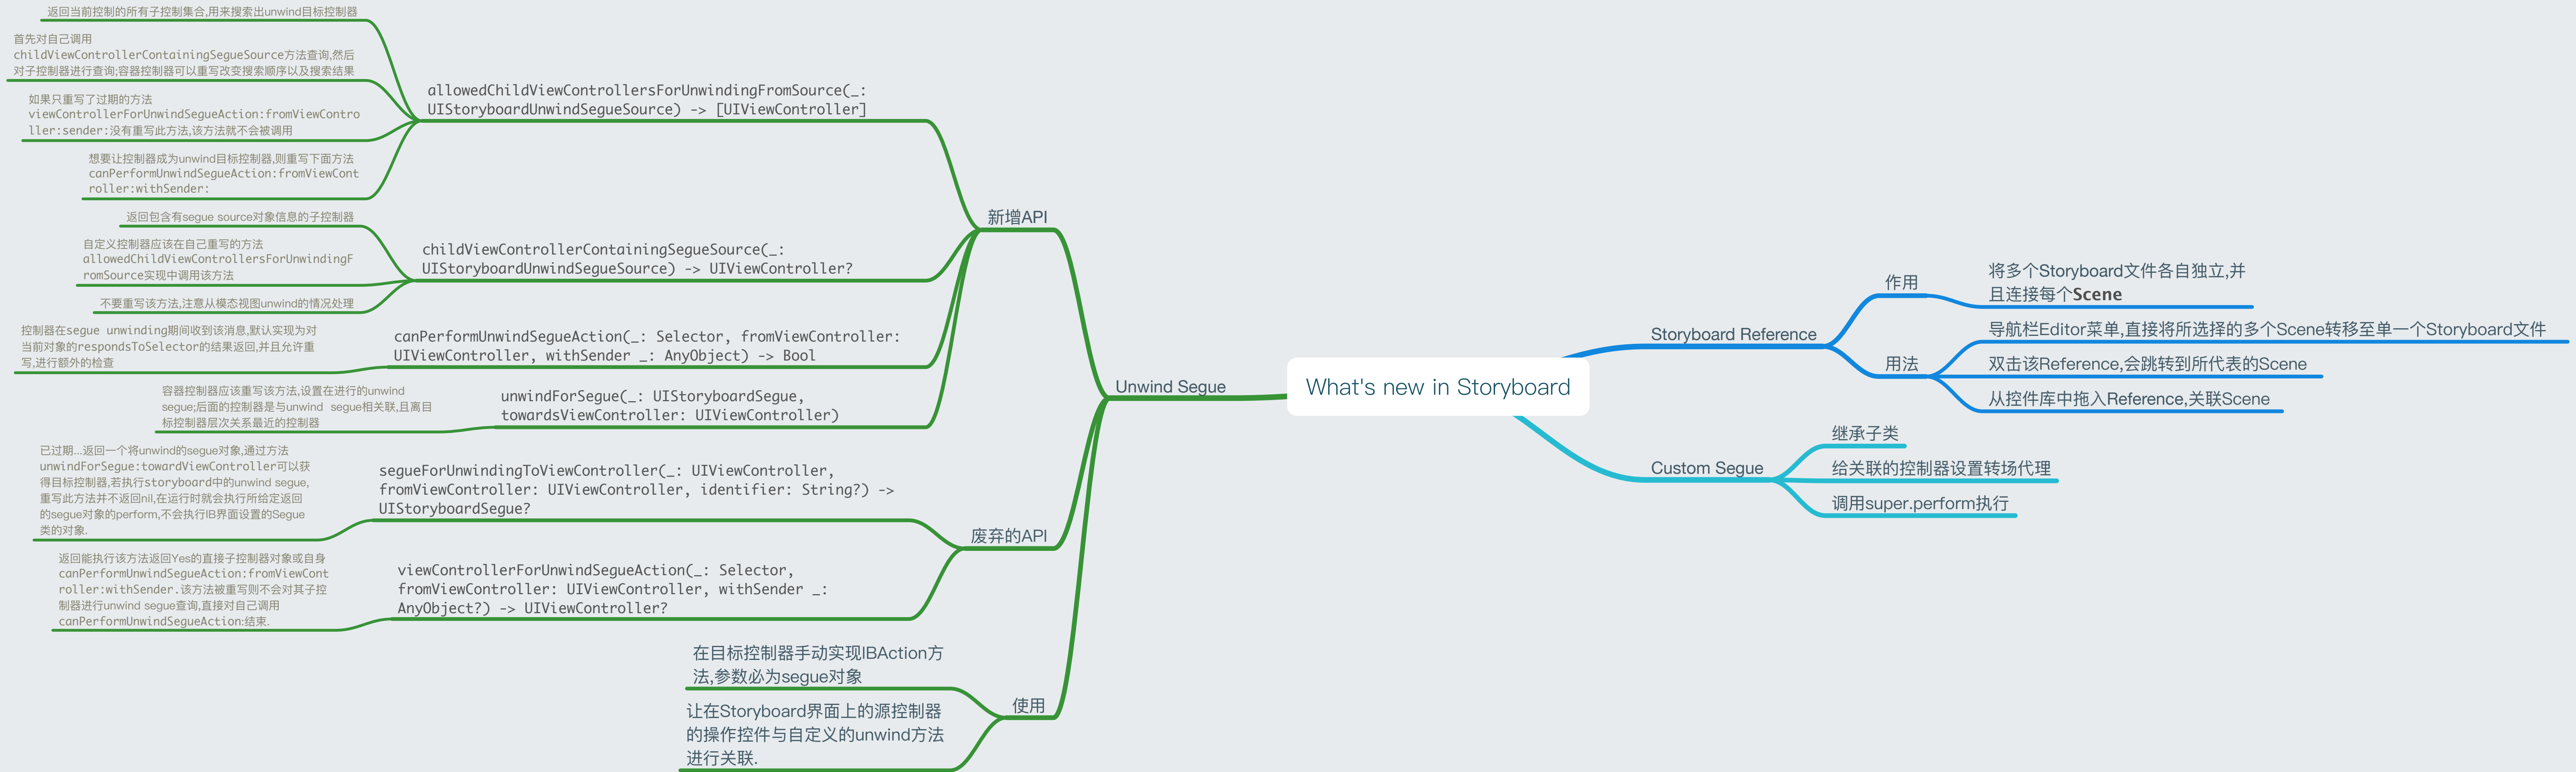 What's new in Storyboard
Storyboard Reference
作用
将多个Storyboard文件各自独立,并
且连接每个Scene
用法
导航栏Editor菜单,直接将所选择的多个Scene转移至单一个Storyboard文件
双击该Reference,会跳转到所代表的Scene
从控件库中拖入Reference,关联Scene
Custom Segue
继承子类
给关联的控制器设置转场代理
调用super.perform执行
Unwind Segue
新增API
allowedChildViewControllersForUnwindingFromSource(_:
UIStoryboardUnwindSegueSource) -> [UIViewController]
返回当前控制的所有子控制集合,用来搜索出unwind目标控制器
首先对自己调用
childViewControllerContainingSegueSource方法查询,然后
对子控制器进行查询;容器控制器可以重写改变搜索顺序以及搜索结果
如果只重写了过期的方法
viewControllerForUnwindSegueAction:fromViewContro
ller:sender:没有重写此方法,该方法就不会被调用
想要让控制器成为unwind目标控制器,则重写下面方法
canPerformUnwindSegueAction:fromViewCont
roller:withSender:
childViewControllerContainingSegueSource(_:
UIStoryboardUnwindSegueSource) -> UIViewController?
返回包含有segue source对象信息的子控制器
自定义控制器应该在自己重写的方法
allowedChildViewControllersForUnwindingF
romSource实现中调用该方法
不要重写该方法,注意从模态视图unwind的情况处理
canPerformUnwindSegueAction(_: Selector, fromViewController:
UIViewController, withSender _: AnyObject) -> Bool
控制器在segue unwinding期间收到该消息,默认实现为对
当前对象的respondsToSelector的结果返回,并且允许重
写,进行额外的检查
unwindForSegue(_: UIStoryboardSegue,
towardsViewController: UIViewController)
容器控制器应该重写该方法,设置在进行的unwind
segue;后面的控制器是与unwind segue相关联,且离目
标控制器层次关系最近的控制器
废弃的API
segueForUnwindingToViewController(_: UIViewController,
fromViewController: UIViewController, identifier: String?) ->
UIStoryboardSegue?
已过期...返回一个将unwind的segue对象,通过方法
unwindForSegue:towardViewController可以获
得目标控制器,若执行storyboard中的unwind segue,
重写此方法并不返回nil,在运行时就会执行所给定返回
的segue对象的perform,不会执行IB界面设置的Segue
类的对象.
viewControllerForUnwindSegueAction(_: Selector,
fromViewController: UIViewController, withSender _:
AnyObject?) -> UIViewController?
返回能执行该方法返回Yes的直接子控制器对象或自身
canPerformUnwindSegueAction:fromViewCont
roller:withSender.该方法被重写则不会对其子控
制器进行unwind segue查询,直接对自己调用
canPerformUnwindSegueAction:结束.
使用
在目标控制器手动实现IBAction方
法,参数必为segue对象
让在Storyboard界面上的源控制器
的操作控件与自定义的unwind方法
进行关联.